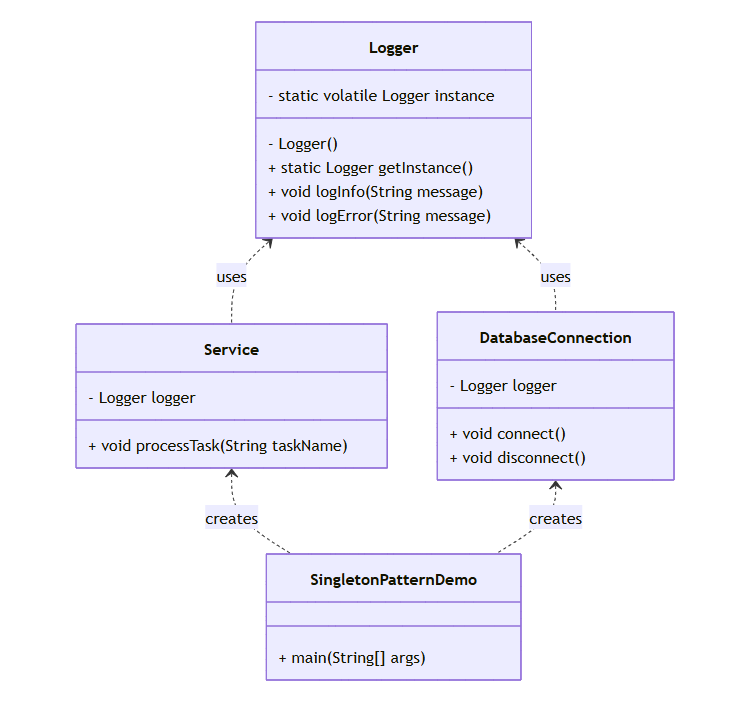 Logger
- static volatile Logger instance
- Logger()
+ static Logger getInstance()
+ void logInfo(String message)
+ void logError(String message)
uses
uses
Service
- Logger logger
+ void processTask(String taskName)
DatabaseConnection
- Logger logger
+ void connect()
+ void disconnect()
creates
creates
SingletonPatternDemo
+ main(String[] args)